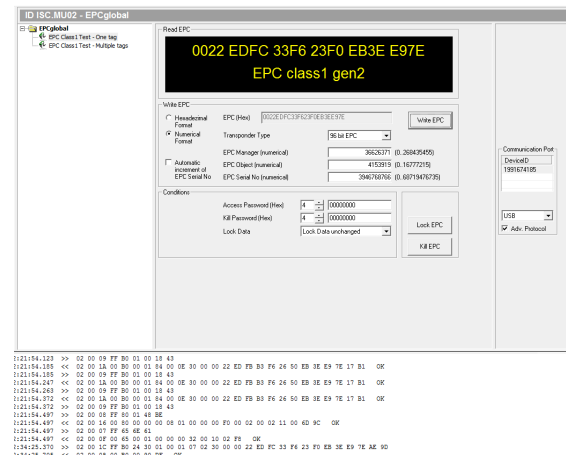 ID ISC.MU02 - EPCglobal
EPCglobal
EPC Class1 Test - One tag
EPC Class1 Test - Multiple tags
Read EPC
0022 EDFC 33F6 23F0 EB3E E97E
EPC class1 gen2
Write EPC
Hexadezimal Format
EPC (Hex) 0022EDFC33F623F0EB3EE97E
Write EPC
Numerical Format
Transponder Type 96 bit EPC
EPC Manager (numerical) 36626371 (0..268435455)
Automatic increment of EPC Serial No
EPC Object (numerical) 4153919 (0..16777215)
EPC Serial No (numerical) 3946768766 (0..68719476735)
Conditions
Access Password (Hex) 4 00000000
Kill Password (Hex) 4 00000000
Lock Data Lock Data unchanged
Lock EPC
Kill EPC
Communication Port
DeviceID
1991674185
USB
Adv. Protocol
:21:54.123 >> 02 00 09 FF B0 01 00 18 43
:21:54.185 << 02 00 1A 00 B0 00 01 84 00 0E 30 00 00 22 ED FB B3 F6 26 50 EB 3E E9 7E 17 B1 OK
:21:54.185 >> 02 00 09 FF B0 01 00 18 43
:21:54.247 << 02 00 1A 00 B0 00 01 84 00 0E 30 00 00 22 ED FB B3 F6 26 50 EB 3E E9 7E 17 B1 OK
:21:54.263 >> 02 00 09 FF B0 01 00 18 43
:21:54.372 << 02 00 1A 00 B0 00 01 84 00 0E 30 00 00 22 ED FB B3 F6 26 50 EB 3E E9 7E 17 B1 OK
:21:54.372 >> 02 00 09 FF B0 01 00 18 43
:21:54.497 >> 02 00 08 FF 80 01 48 BE
:21:54.497 << 02 00 16 00 80 00 00 00 08 01 00 00 00 F0 00 02 00 02 11 00 6D 9C OK
:21:54.497 >> 02 00 07 FF 65 6E 61
:21:54.497 << 02 00 0F 00 65 00 01 00 00 00 32 00 10 02 F8 OK
:34:25.370 >> 02 00 1C FF B0 24 30 01 00 01 07 02 30 00 00 22 ED FC 33 F6 23 F0 EB 3E E9 7E AE 9D